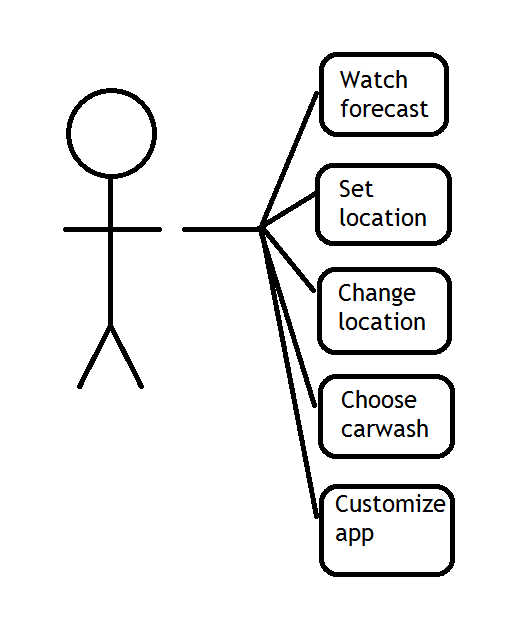 Watch
forecast
Set
location
Change
location
Choose
carwash
Customize
app